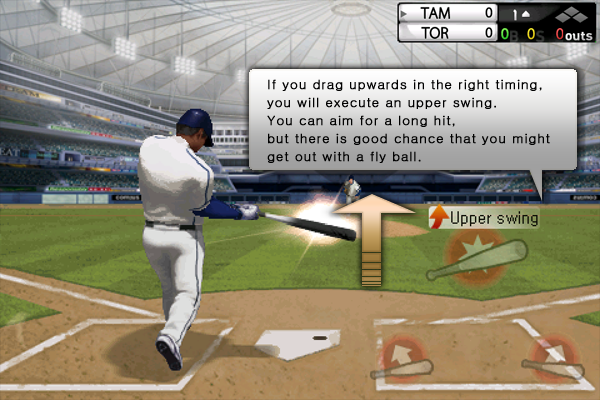 TAM 0 1
TOR 0 0B 0S 0outs
If you drag upwards in the right timing,
you will execute an upper swing.
You can aim for a long hit,
but there is good chance that you might
get out with a fly ball.
Upper swing